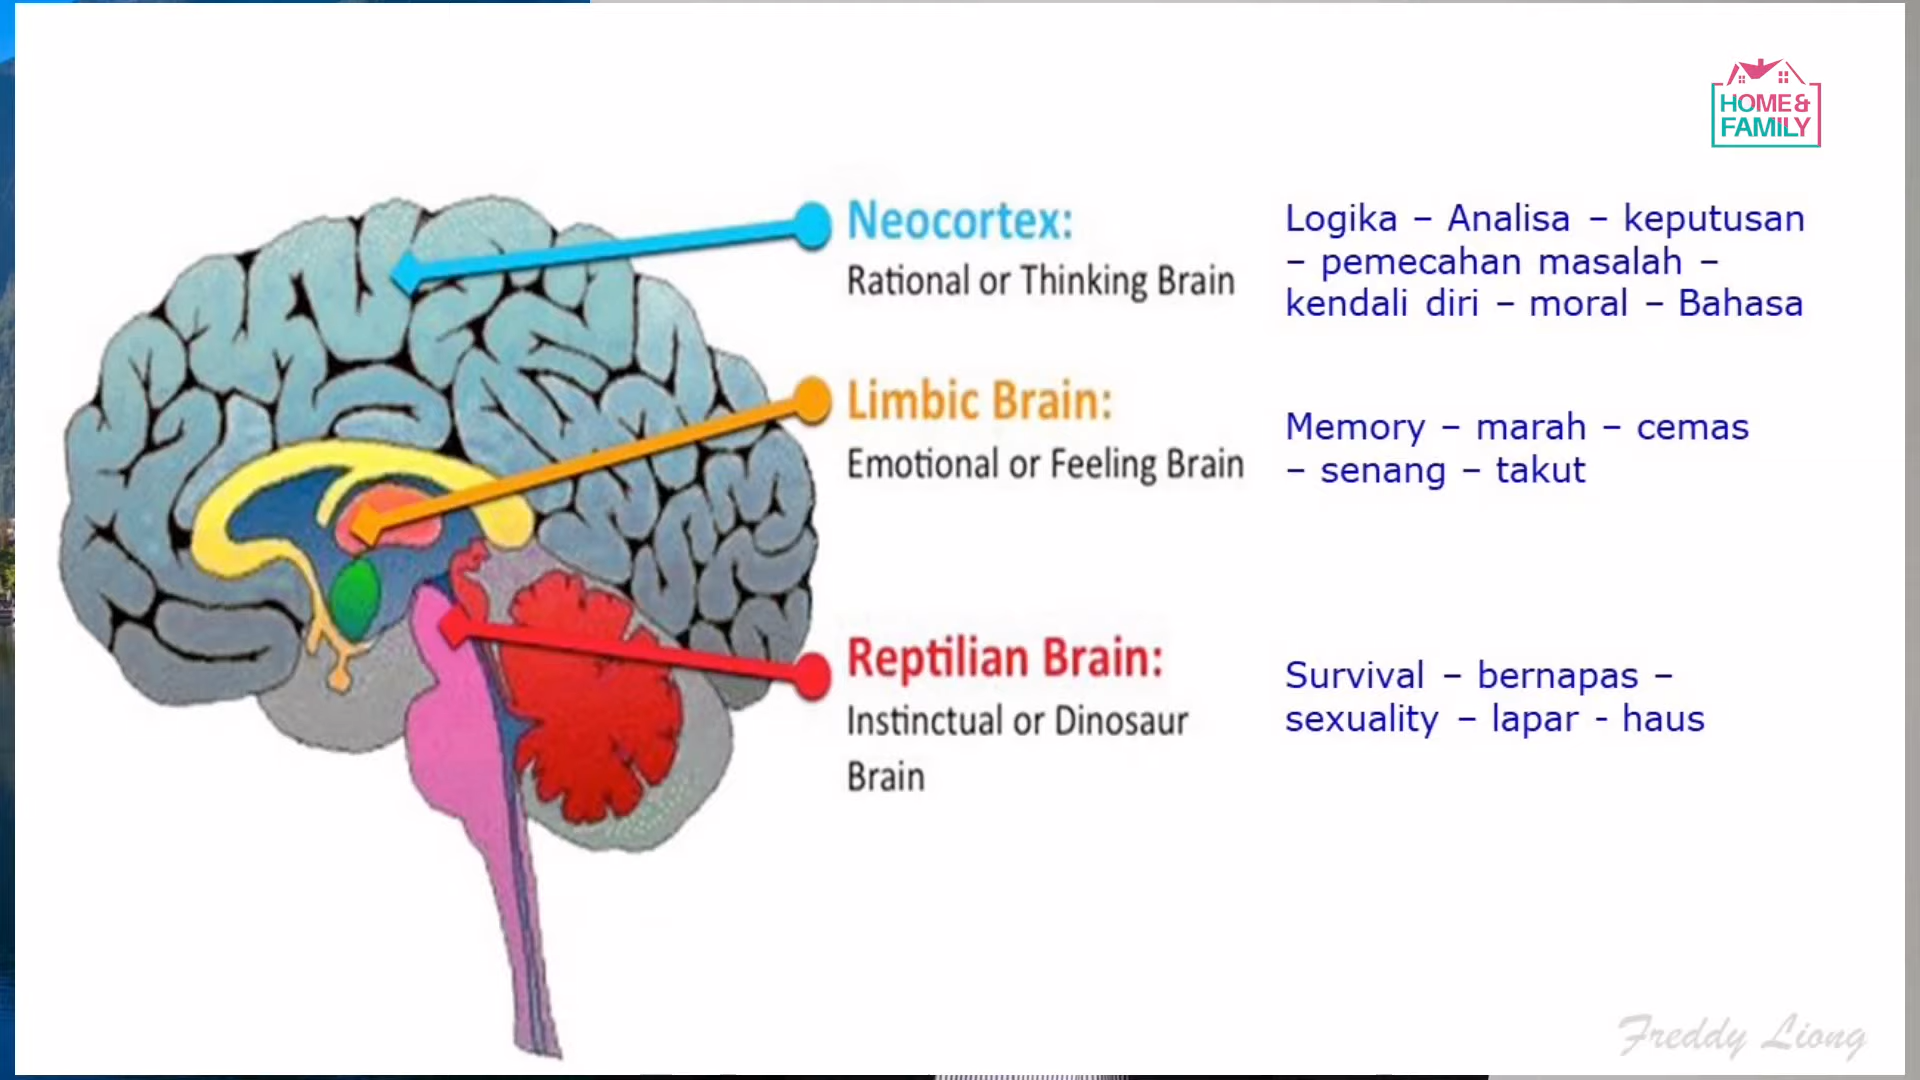 HOME&
FAMILY
Neocortex:
Rational or Thinking Brain
Logika – Analisa – keputusan
– pemecahan masalah –
kendali diri – moral – Bahasa
Limbic Brain:
Emotional or Feeling Brain
Memory – marah – cemas
– senang – takut
Reptilian Brain:
Instinctual or Dinosaur
Brain
Survival – bernapas –
sexuality – lapar - haus
Freddy Liong